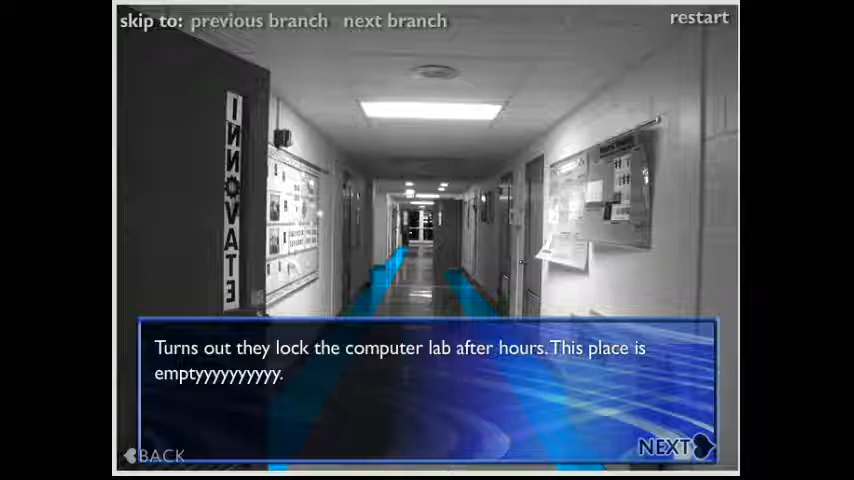 skip to: previous branch next branch
restart
INNOVATE
Turns out they lock the computer lab after hours. This place is
emptyyyyyyyyyy.
BACK
NEXT